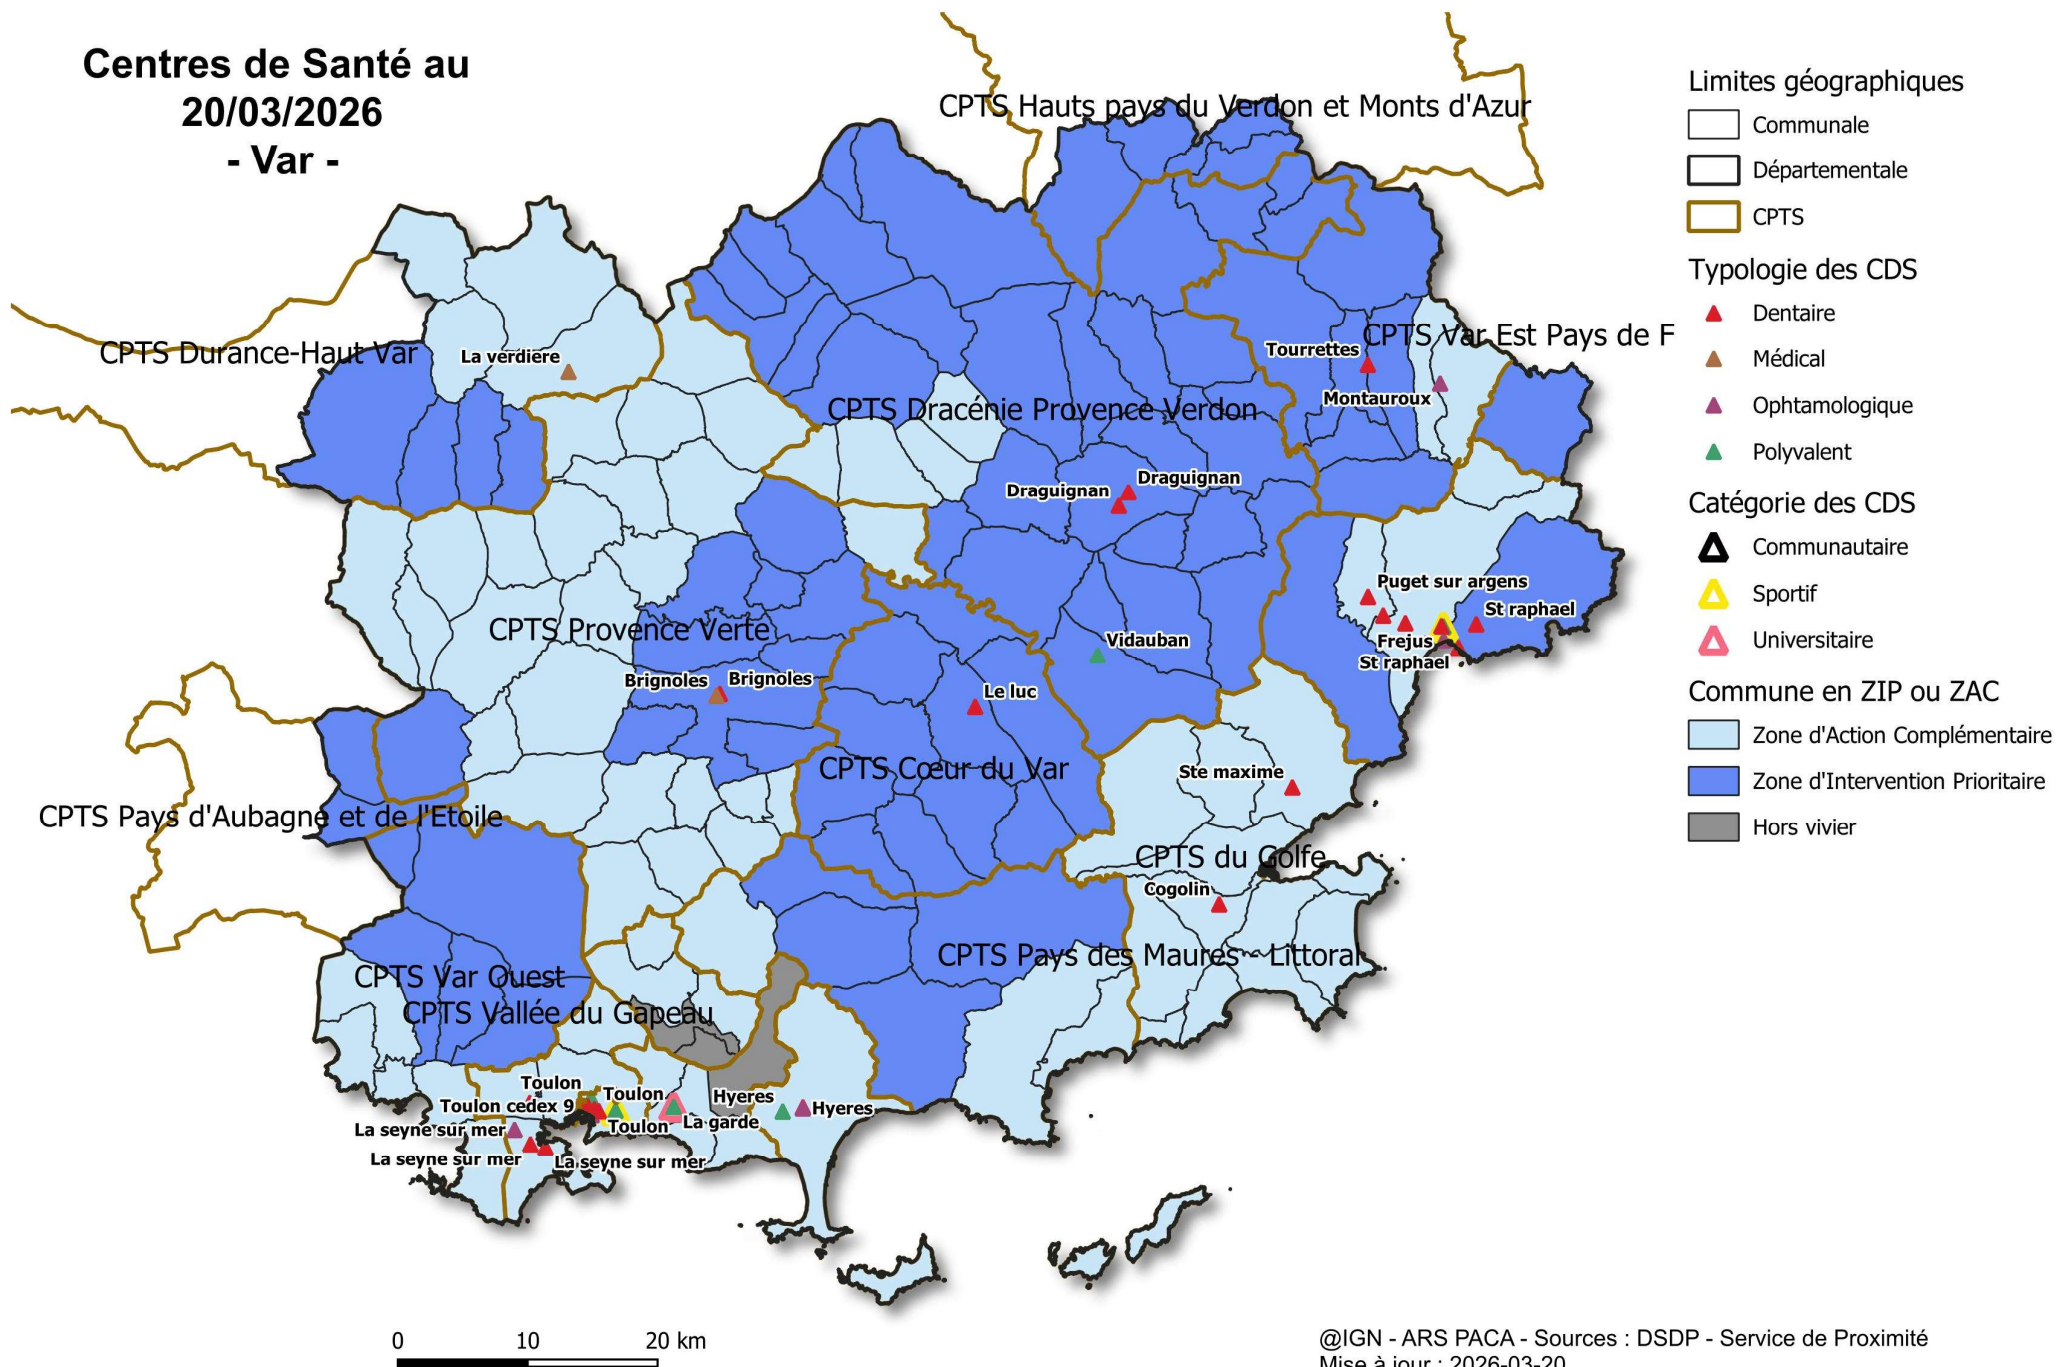 Centres de Santé au
20/03/2026
- Var -
CPTS Hauts pays du Verdon et Monts d'Azur
CPTS Durance-Haut Var
La verdiere
CPTS Var Est Pays de F
Tourrettes
Montauroux
CPTS Dracénie Provence Verdon
Draguignan
Draguignan
Puget sur argens
St raphael
Frejus
St raphael
CPTS Provence Verte
Vidauban
Brignoles
Brignoles
Le luc
CPTS Cœur du Var
Ste maxime
CPTS Pays d'Aubagne et de l'Etoile
CPTS du Golfe
Cogolin
CPTS Pays des Maures - Littoral
CPTS Var Ouest
CPTS Vallée du Gapeau
Toulon
Toulon
Toulon cedex 9
Toulon
La garde
Hyeres
Hyeres
La seyne sur mer
La seyne sur mer
La seyne sur mer
0 10 20 km
Limites géographiques
Communale
Départementale
CPTS
Typologie des CDS
Dentaire
Médical
Ophtamologique
Polyvalent
Catégorie des CDS
Communautaire
Sportif
Universitaire
Commune en ZIP ou ZAC
Zone d'Action Complémentaire
Zone d'Intervention Prioritaire
Hors vivier
@IGN - ARS PACA - Sources : DSDP - Service de Proximité
Mise à jour : 2026-03-20